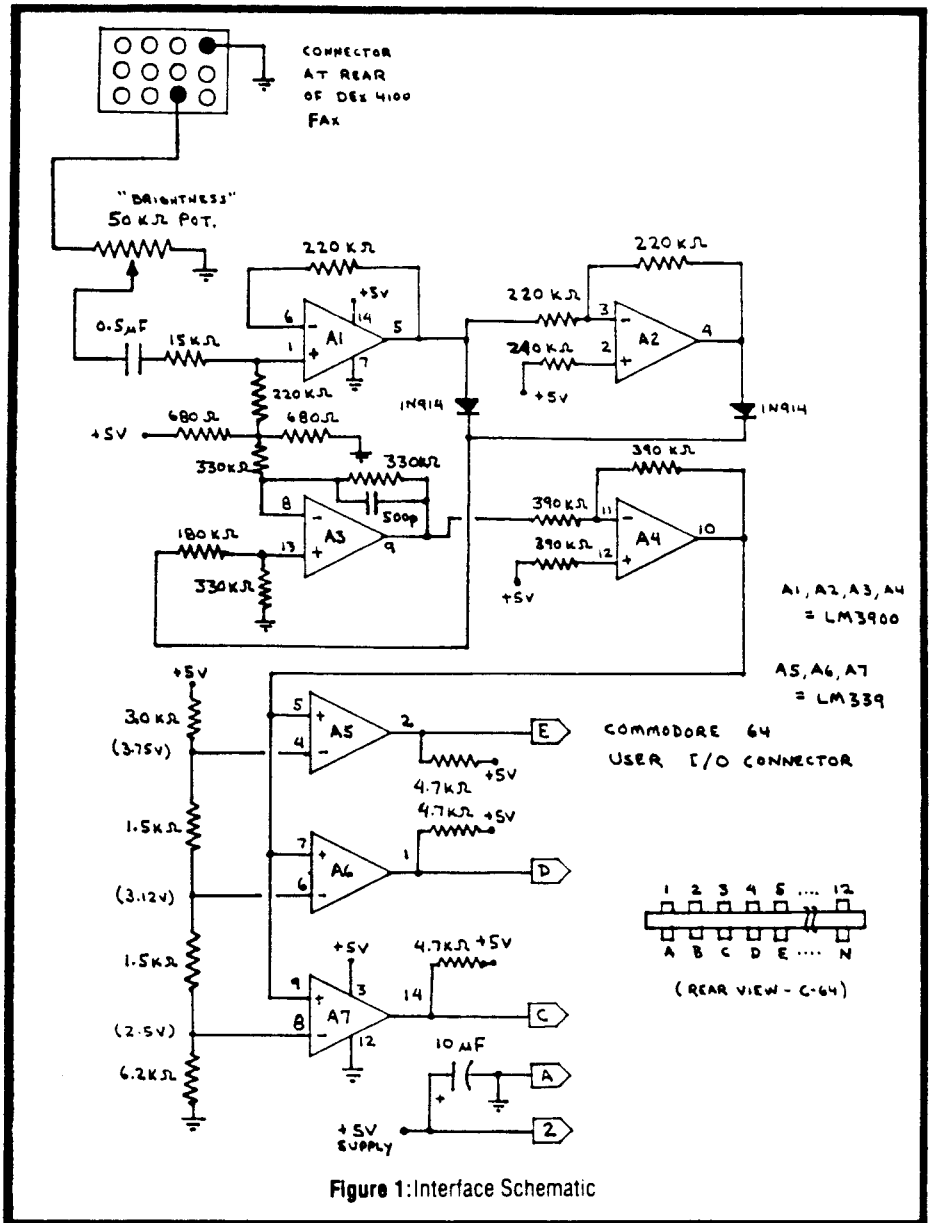 CONNECTOR
AT REAR
OF DEX 4100
FAX
"BRIGHTNESS"
50 KΩ POT.
220 KΩ
220 KΩ
+5V
14
6
-
A1
5
1
+
7
0.5µF
15KΩ
220 KΩ
3
-
A2
4
2
+
240 KΩ
+5V
220 KΩ
1N914
1N914
680 Ω
680 Ω
+5V
330KΩ
330KΩ
500p
8
-
A3
9
13
+
180 KΩ
330 KΩ
390 KΩ
390KΩ
11
-
A4
10
390KΩ
12
+
+5V
A1, A2, A3, A4
= LM3900
A5, A6, A7
= LM339
+5V
3.0 KΩ
(3.75V)
1.5KΩ
(3.12V)
1.5KΩ
(2.5V)
6.2KΩ
5
+
A5
2
4
-
E
+5V
4.7KΩ
COMMODORE 64
USER I/O CONNECTOR
4.7KΩ
+5V
7
+
A6
1
6
-
D
+5V
3
4.7KΩ
+5V
9
+
A7
14
8
-
12
C
10 µF
+
A
+5V
SUPPLY
2
1 2 3 4 5 .... 12
A B C D E .... N
(REAR VIEW - C-64)
Figure 1:Interface Schematic